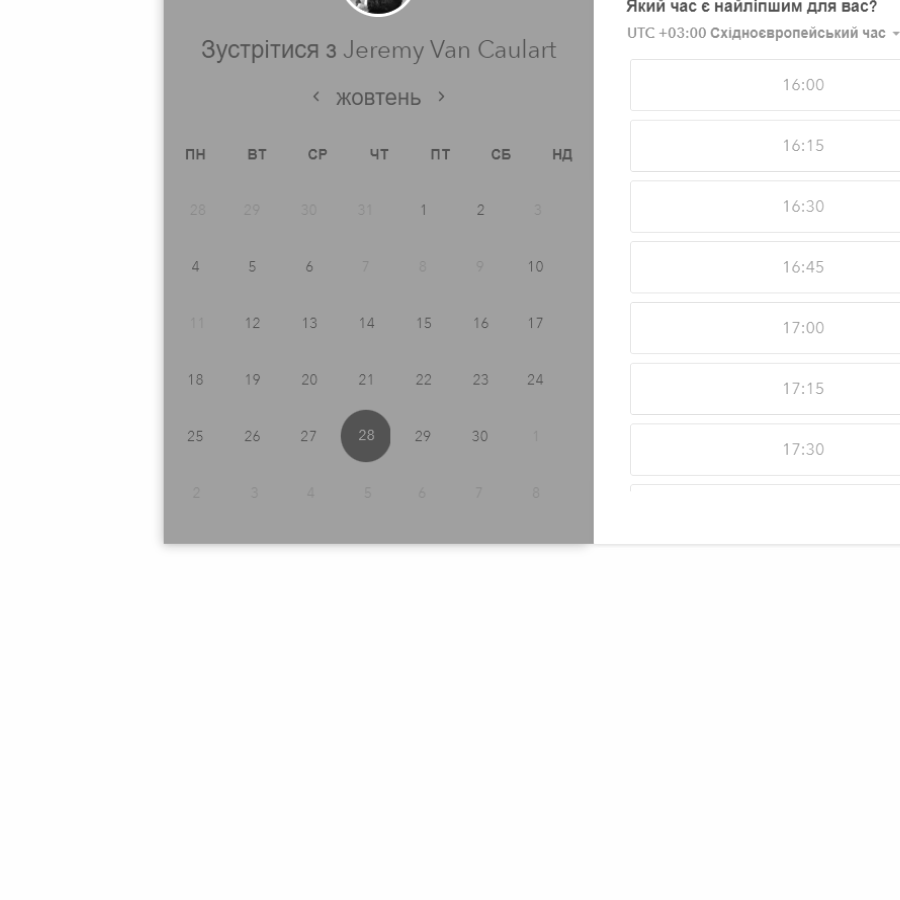 Зустрітися з Jeremy Van Caulart
жовтень
ПН ВТ СР ЧТ ПТ СБ НД
28 29 30 31 1 2 3
4 5 6 7 8 9 10
11 12 13 14 15 16 17
18 19 20 21 22 23 24
25 26 27 28 29 30 1
2 3 4 5 6 7 8
Який час є найліпшим для вас?
UTC +03:00 Східноєвропейський час
16:00
16:15
16:30
16:45
17:00
17:15
17:30